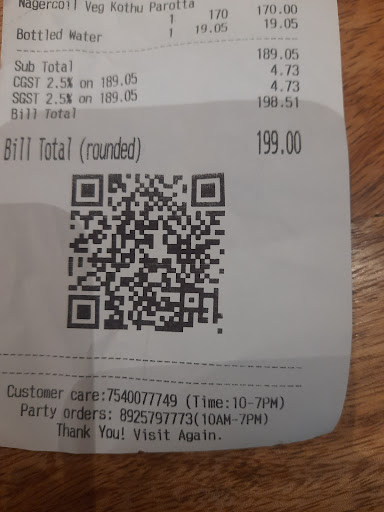 Nagercoil Veg Kothu Parotta
1 170 170.00
Bottled Water 1 19.05 19.05
189.05
Sub Total 4.73
CGST 2.5% on 189.05 4.73
SGST 2.5% on 189.05 198.51
Bill Total
Bill Total (rounded) 199.00
Customer care:7540077749 (Time:10-7PM)
Party orders: 8925797773(10AM-7PM)
Thank You! Visit Again.